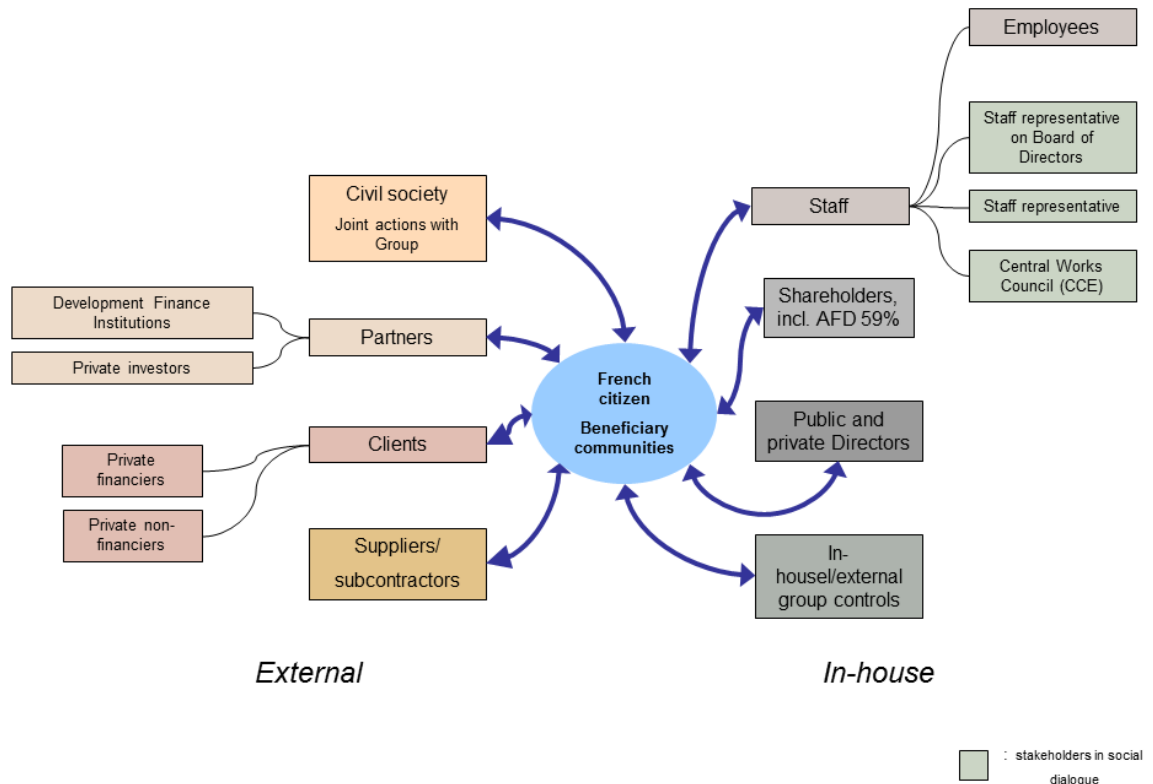 Employees
Staff representative
on Board of
Directors
Staff representative
Central Works
Council (CCE)
Staff
Civil society
Joint actions with
Group
Development Finance
Institutions
Private investors
Partners
Shareholders,
incl. AFD 59%
French
citizen
Beneficiary
communities
Public and
private Directors
Clients
Private
financiers
Private non-
financiers
Suppliers/
subcontractors
In-
housel/external
group controls
External
In-house
: stakeholders in social
dialogue